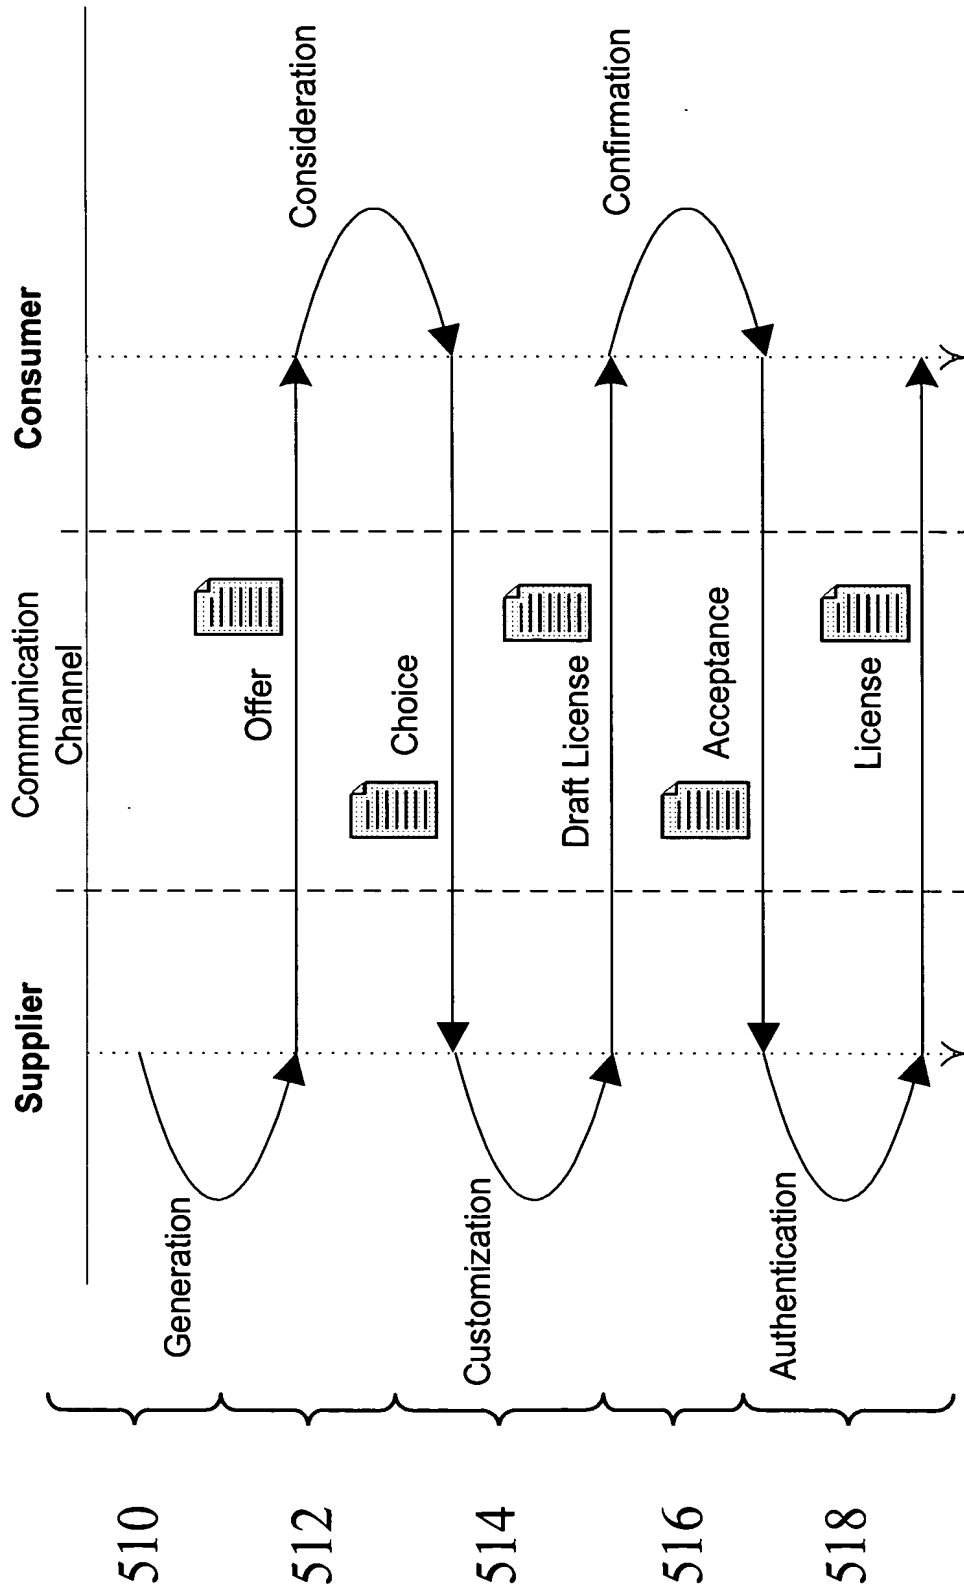 Supplier
Communication
Channel
Consumer
510
Generation
512
Offer
Consideration
Choice
514
Customization
Draft License
516
Confirmation
Acceptance
518
Authentication
License